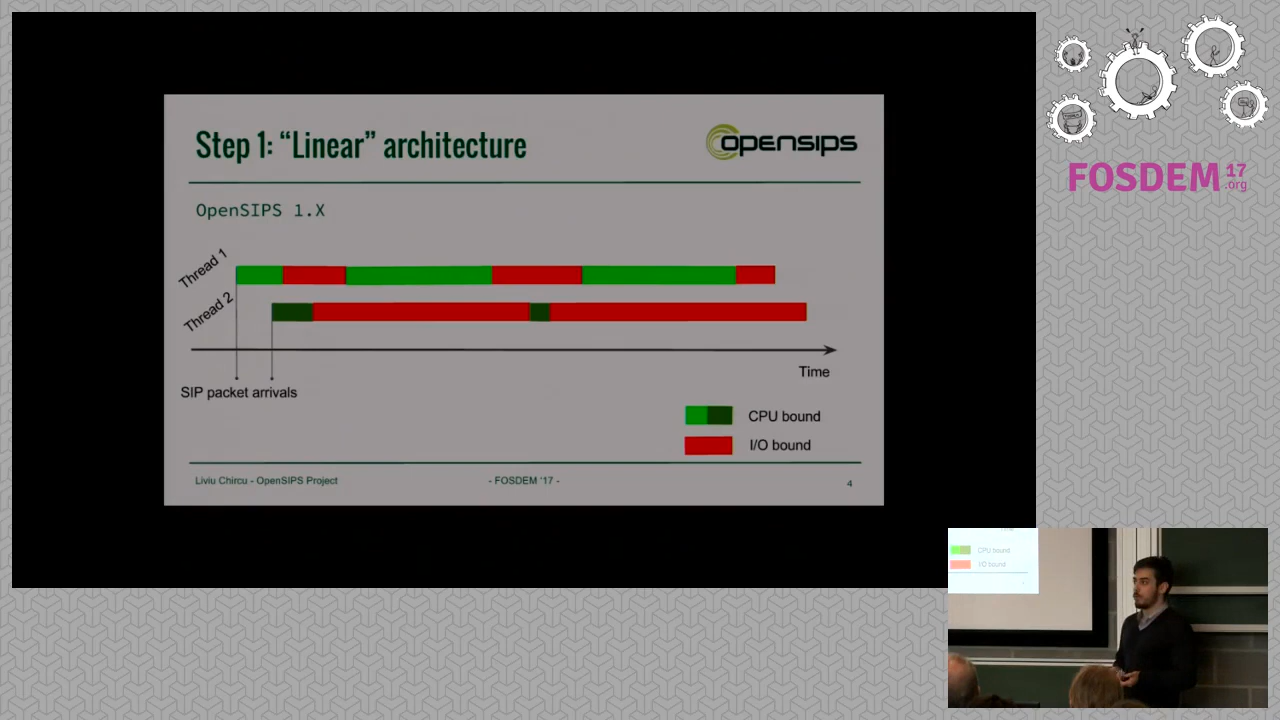 Step 1: “Linear” architecture
opensips
OpenSIPS 1.X
Thread 1
Thread 2
Time
SIP packet arrivals
CPU bound
I/O bound
Liviu Chircu - OpenSIPS Project
- FOSDEM '17 -
4
FOSDEM 17
.org
CPU bound
I/O bound